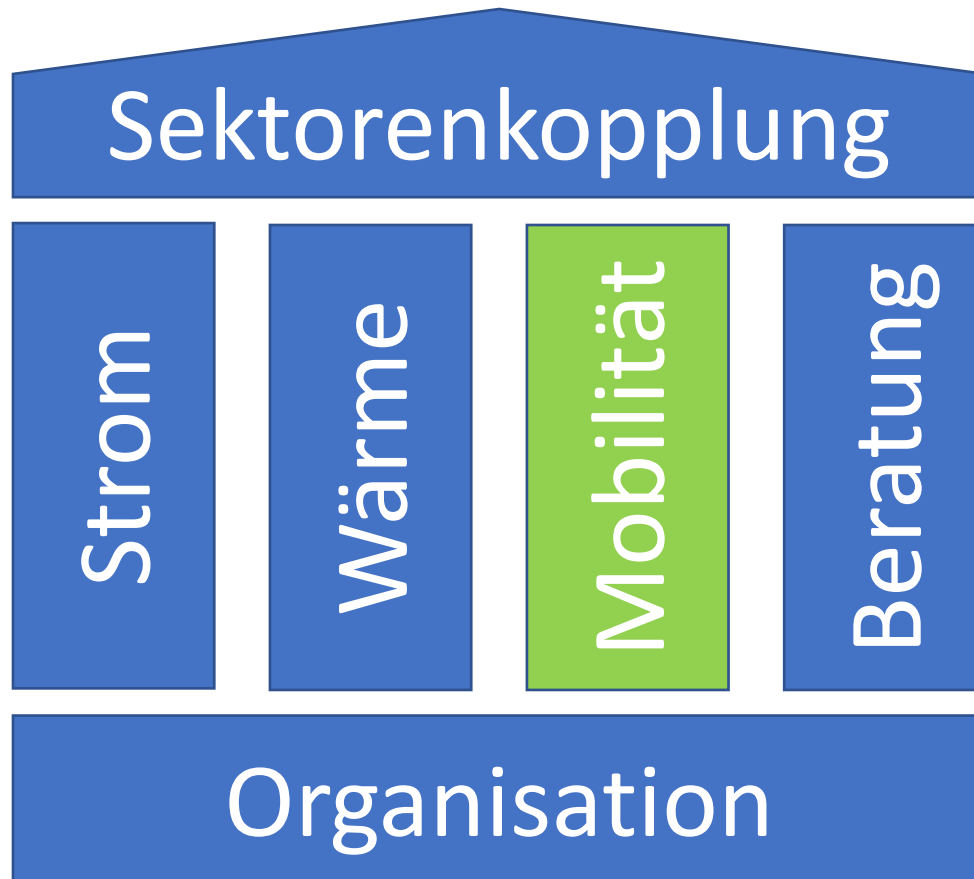 Sektorenkopplung
Strom
Wärme
Mobilität
Beratung
Organisation